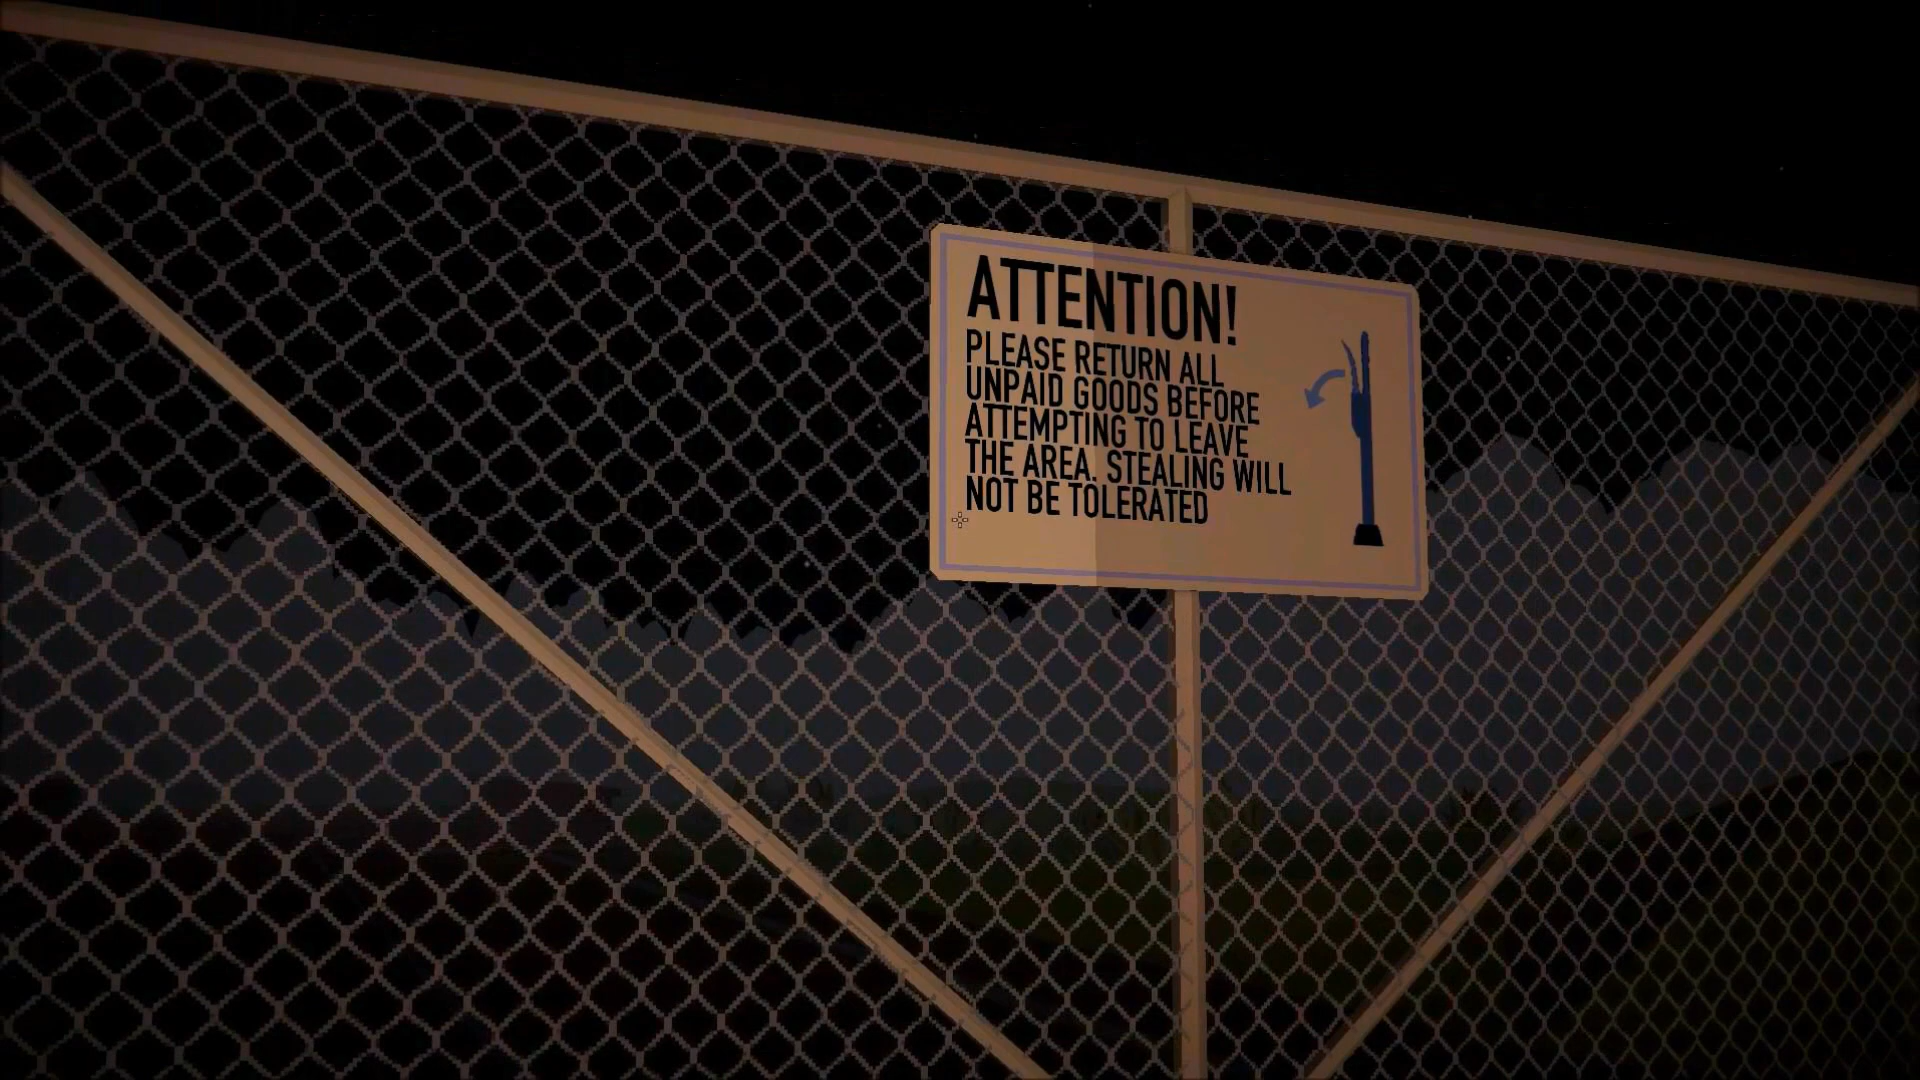 ATTENTION!
PLEASE RETURN ALL
UNPAID GOODS BEFORE
ATTEMPTING TO LEAVE
THE AREA. STEALING WILL
NOT BE TOLERATED